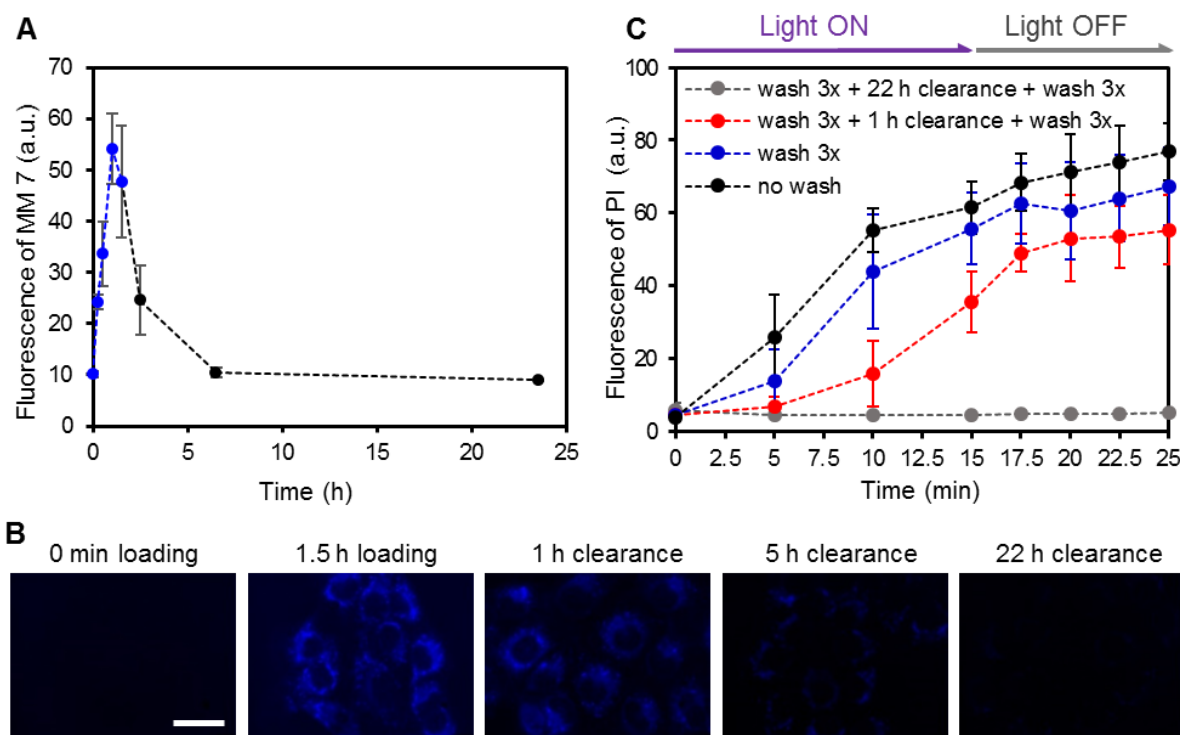 A
70
60
50
40
30
20
10
0
0 5 10 15 20 25
Fluorescence of MM 7 (a.u.)
Time (h)
C
Light ON Light OFF
100
80
60
40
20
0
wash 3x + 22 h clearance + wash 3x
wash 3x + 1 h clearance + wash 3x
wash 3x
no wash
Fluorescence of PI (a.u.)
0 2.5 5 7.5 10 12.5 15 17.5 20 22.5 25
Time (min)
B
0 min loading 1.5 h loading 1 h clearance 5 h clearance 22 h clearance